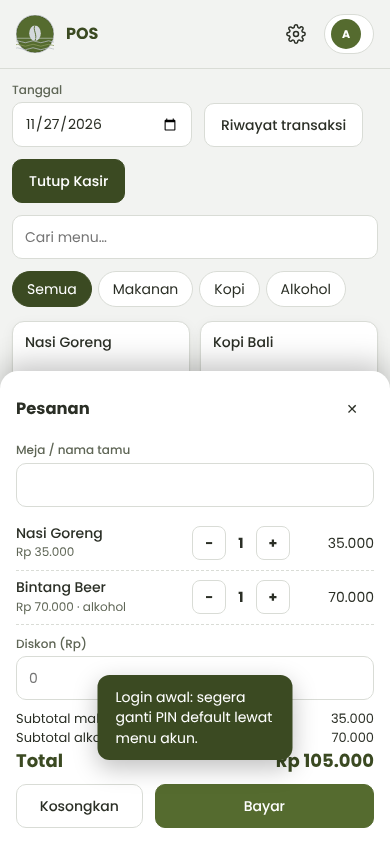 POS
A
Tanggal
11/27/2026
Riwayat transaksi
Tutup Kasir
Cari menu...
Semua
Makanan
Kopi
Alkohol
Nasi Goreng
Kopi Bali
Pesanan
×
Meja / nama tamu
Nasi Goreng
Rp 35.000
-
1
+
35.000
Bintang Beer
Rp 70.000 · alkohol
-
1
+
70.000
Diskon (Rp)
0
Login awal: segera
ganti PIN default lewat
menu akun.
Subtotal
35.000
Subtotal
70.000
Total
Rp 105.000
Kosongkan
Bayar